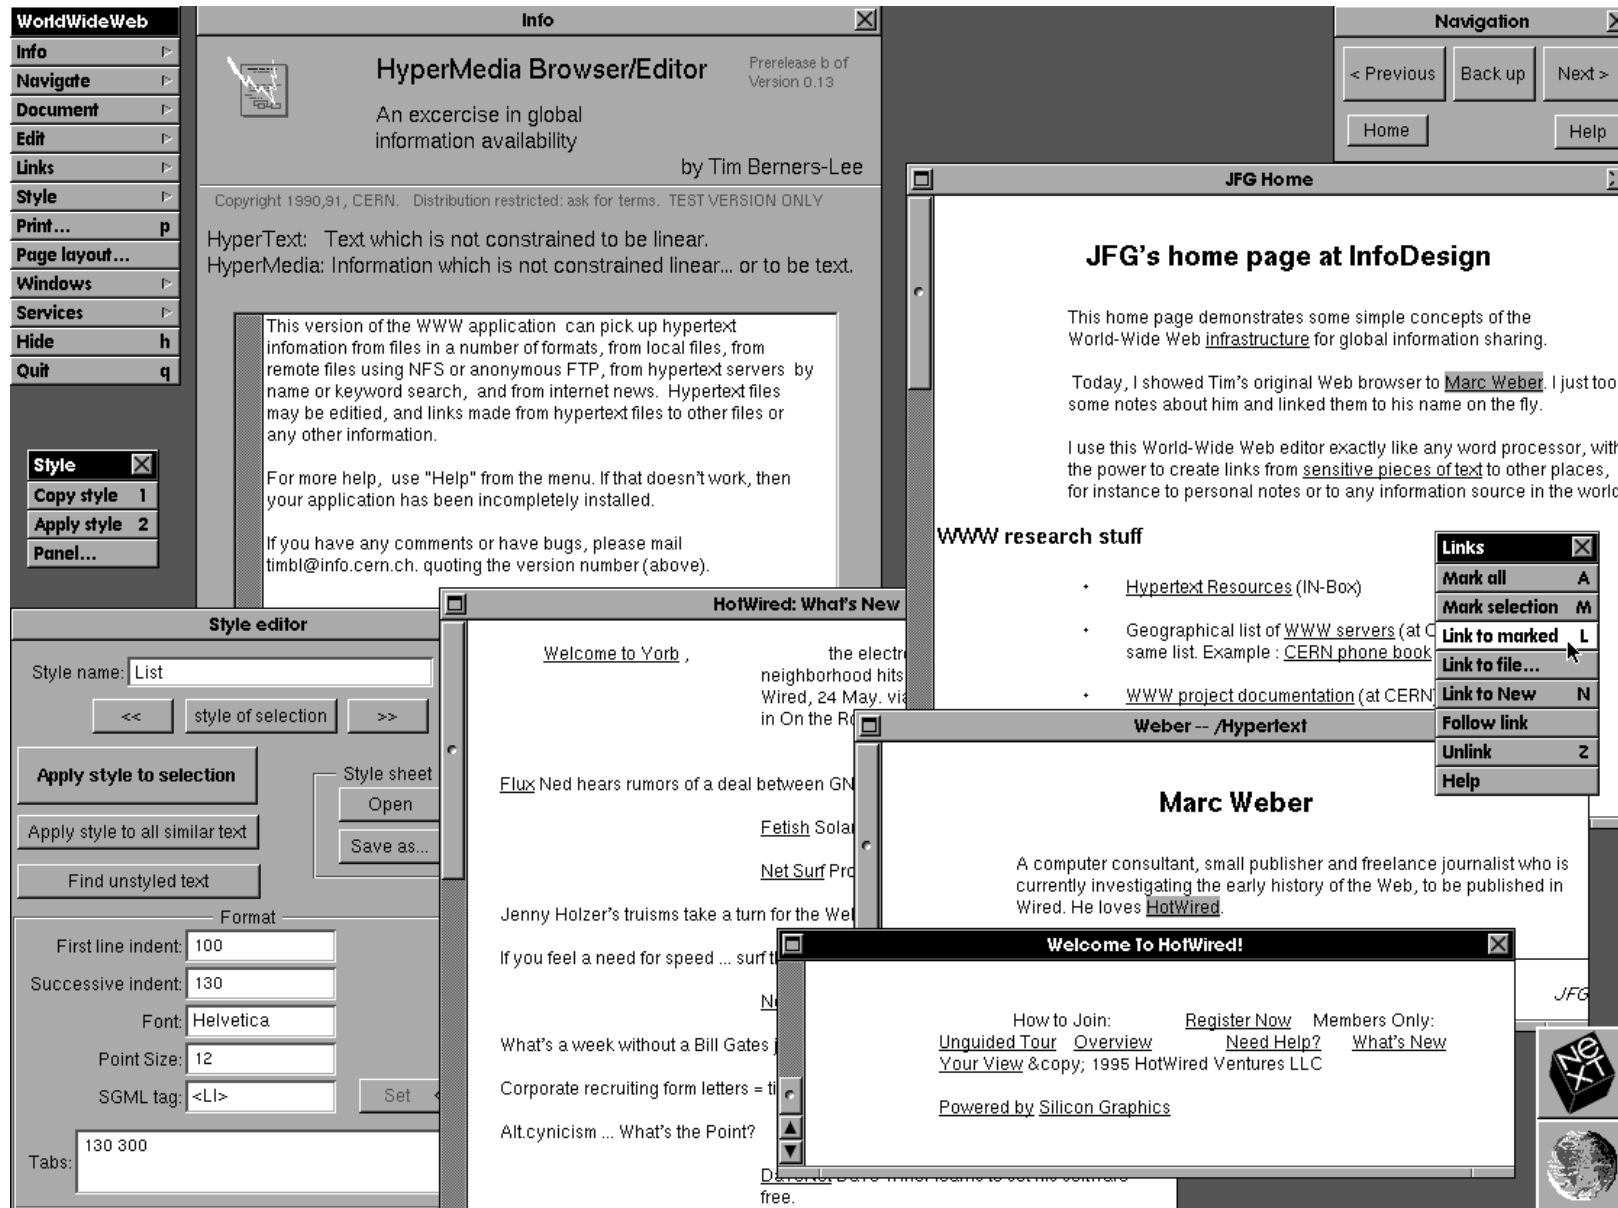 WorldWideWeb
Info
Navigate
Document
Edit
Links
Style
Print... p
Page layout...
Windows
Services
Hide h
Quit q
Style
Copy style 1
Apply style 2
Panel...
Info
HyperMedia Browser/Editor
Prerelease b of
Version 0.13
An excercise in global
information availability
by Tim Berners-Lee
Copyright 1990,91, CERN. Distribution restricted: ask for terms. TEST VERSION ONLY
HyperText: Text which is not constrained to be linear.
HyperMedia: Information which is not constrained linear... or to be text.
This version of the WWW application can pick up hypertext
infomation from files in a number of formats, from local files, from
remote files using NFS or anonymous FTP, from hypertext servers by
name or keyword search, and from internet news. Hypertext files
may be editied, and links made from hypertext files to other files or
any other information.
For more help, use "Help" from the menu. If that doesn't work, then
your application has been incompletely installed.
If you have any comments or have bugs, please mail
timbl@info.cern.ch. quoting the version number (above).
Navigation
< Previous Back up Next >
Home Help
JFG Home
JFG's home page at InfoDesign
This home page demonstrates some simple concepts of the
World-Wide Web infrastructure for global information sharing.
Today, I showed Tim's original Web browser to Marc Weber. I just too
some notes about him and linked them to his name on the fly.
I use this World-Wide Web editor exactly like any word processor, with
the power to create links from sensitive pieces of text to other places,
for instance to personal notes or to any information source in the world
WWW research stuff
• Hypertext Resources (IN-Box)
• Geographical list of WWW servers (at C
same list. Example : CERN phone book
• WWW project documentation (at CERN)
Links
Mark all A
Mark selection M
Link to marked L
Link to file...
Link to New N
Follow link
Unlink Z
Help
Style editor
Style name: List
<< style of selection >>
Apply style to selection
Style sheet
Open
Apply style to all similar text
Save as...
Find unstyled text
Format
First line indent: 100
Successive indent: 130
Font: Helvetica
Point Size: 12
SGML tag: <LI>
Set
Tabs: 130 300
HotWired: What's New
Welcome to Yorb , the electr
neighborhood hits
Wired, 24 May. via
in On the Ro
Flux Ned hears rumors of a deal between GN
Fetish Solar
Net Surf Pro
Jenny Holzer's truisms take a turn for the We
If you feel a need for speed ... surf t
What's a week without a Bill Gates j
Corporate recruiting form letters = ti
Alt.cynicism ... What's the Point?
free.
Weber -- /Hypertext
Marc Weber
A computer consultant, small publisher and freelance journalist who is
currently investigating the early history of the Web, to be published in
Wired. He loves HotWired.
JFG
Welcome To HotWired!
How to Join: Register Now Members Only:
Unguided Tour Overview Need Help? What's New
Your View &copy; 1995 HotWired Ventures LLC
Powered by Silicon Graphics
NeXT